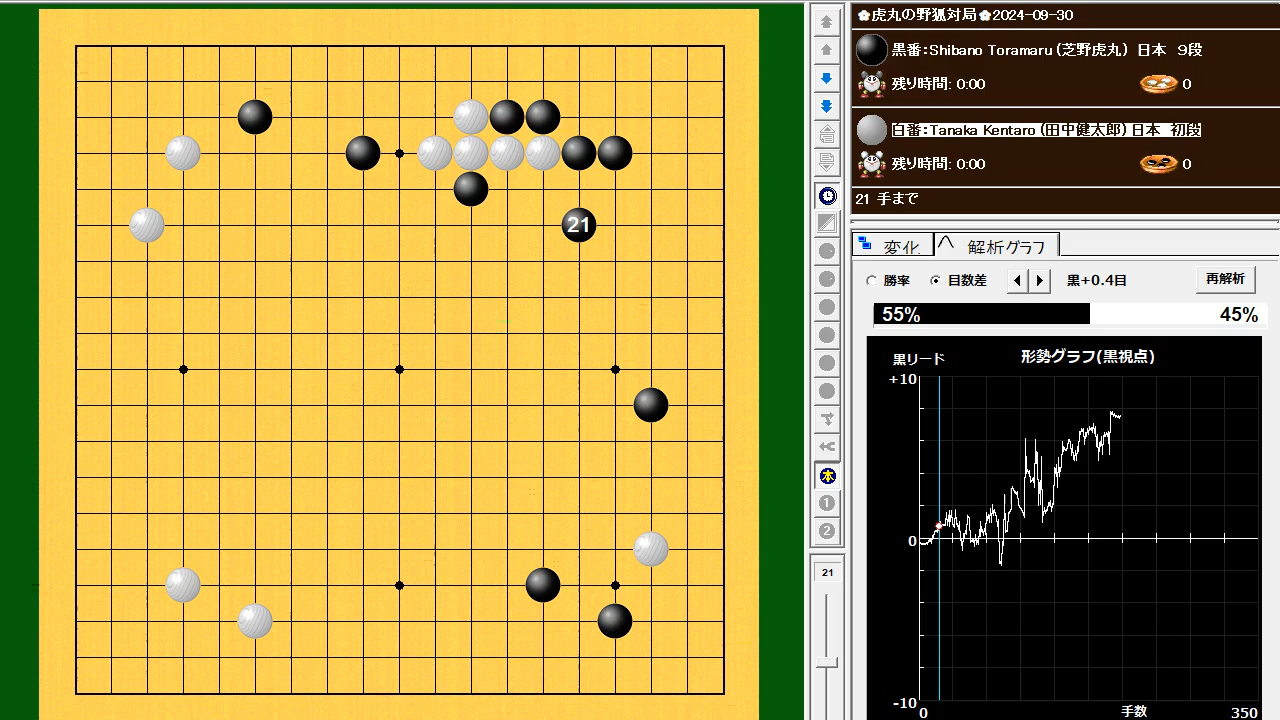 ✿虎丸の野狐対局✿2024-09-30
黒番:Shibano Toramaru (芝野虎丸) 日本 9段
残り時間: 0:00 0
白番:Tanaka Kentaro (田中健太郎) 日本 初段
残り時間: 0:00 0
21 手まで
変化 解析グラフ
勝率 目数差 黒+0.4目 再解析
55% 45%
黒リード 形勢グラフ(黒視点)
+10
0
-10
0 手数 350
21
本
1
2
21